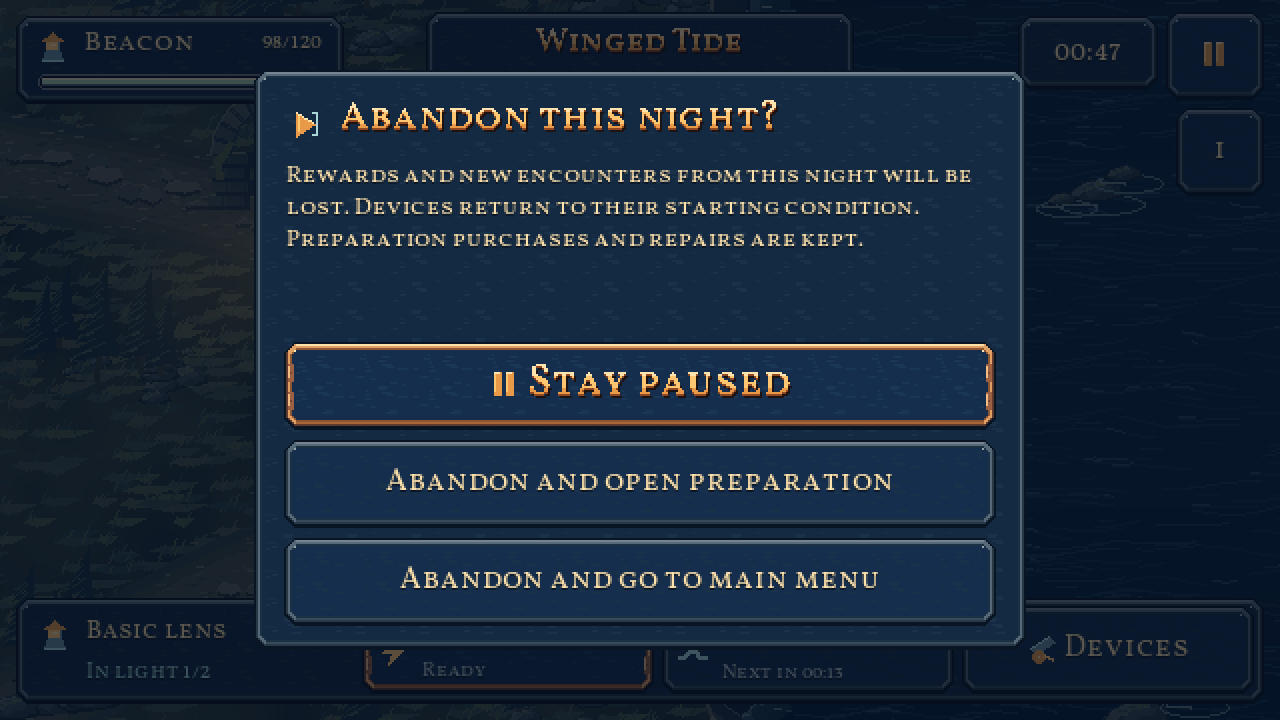 Beacon 98/120
Winged Tide
00:47
I
Abandon this night?
Rewards and new encounters from this night will be
lost. Devices return to their starting condition.
Preparation purchases and repairs are kept.
Stay paused
Abandon and open preparation
Abandon and go to main menu
Basic lens
In light 1/2
Ready
Next in 00:13
Devices